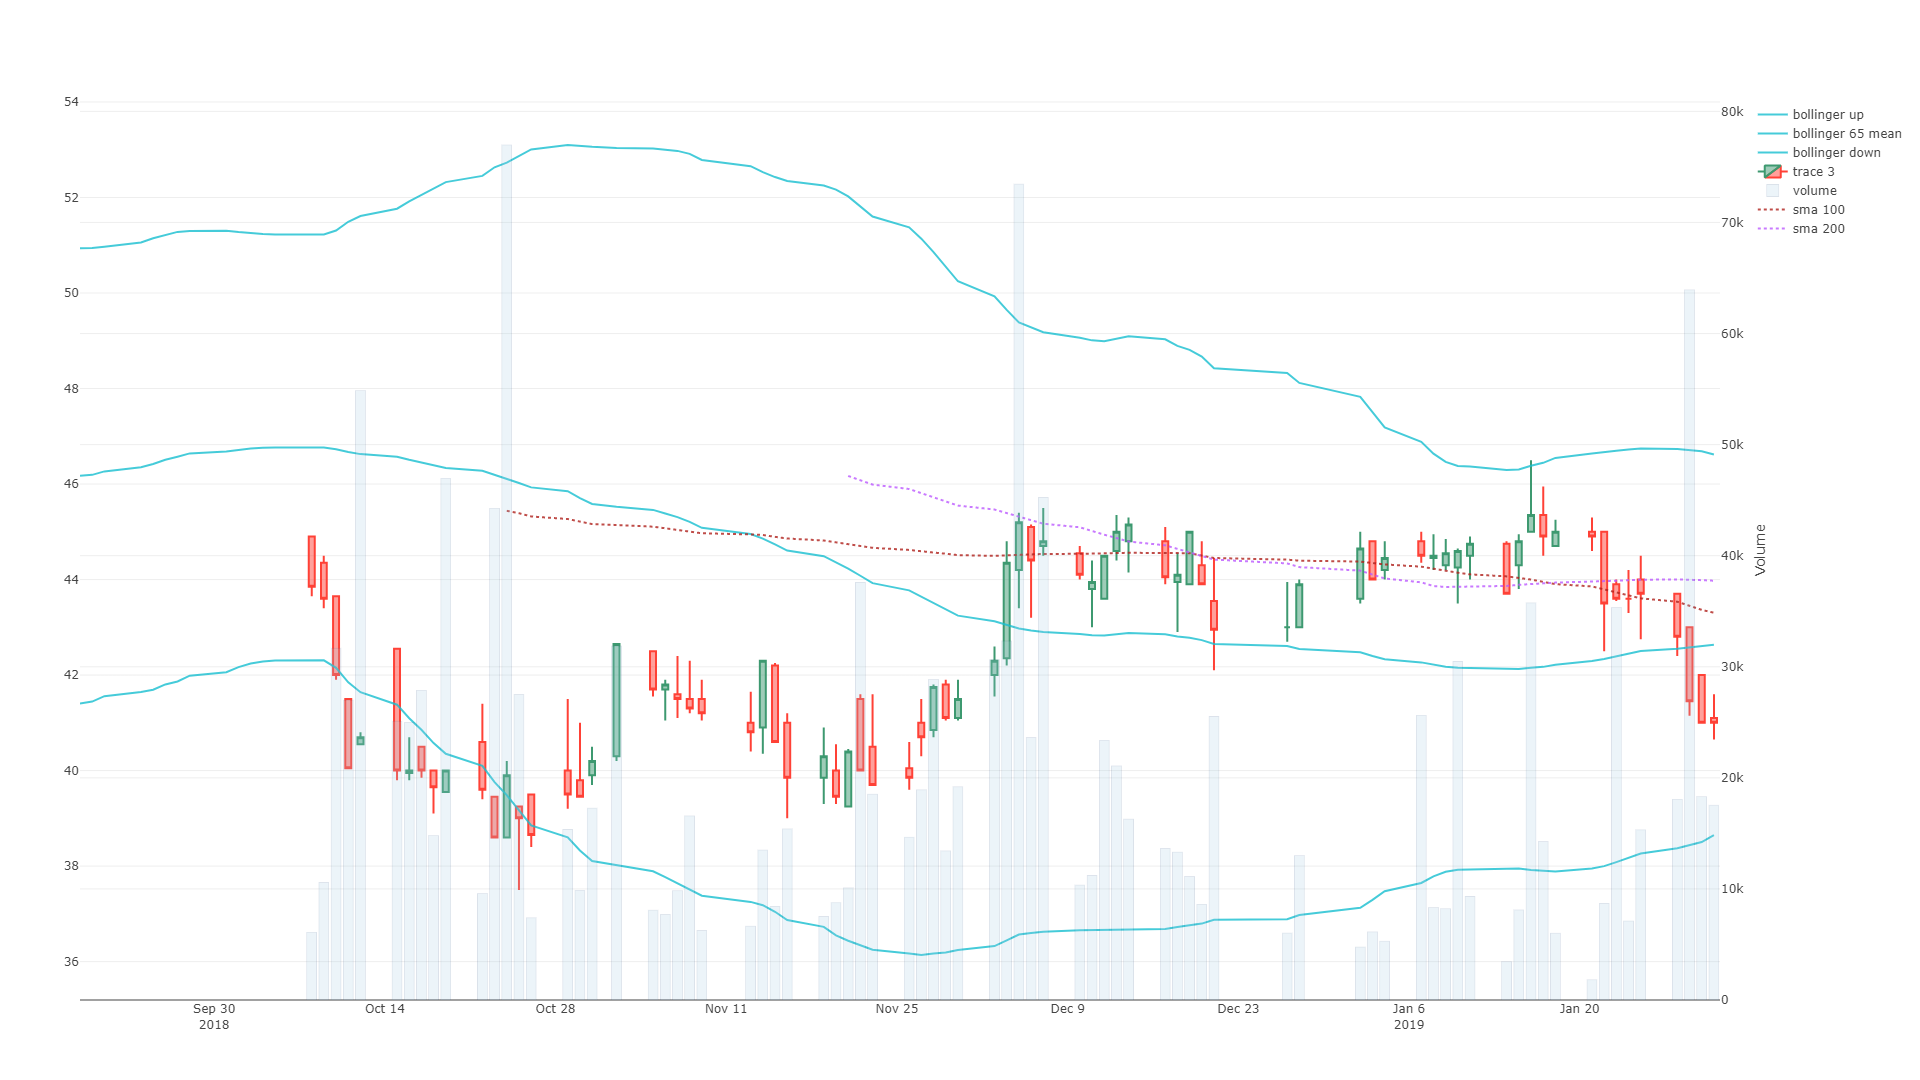 54
52
50
48
46
44
42
40
38
36
80k
70k
60k
50k
40k
30k
20k
10k
0
Volume
Sep 30
2018
Oct 14
Oct 28
Nov 11
Nov 25
Dec 9
Dec 23
Jan 6
2019
Jan 20
bollinger up
bollinger 65 mean
bollinger down
trace 3
volume
sma 100
sma 200